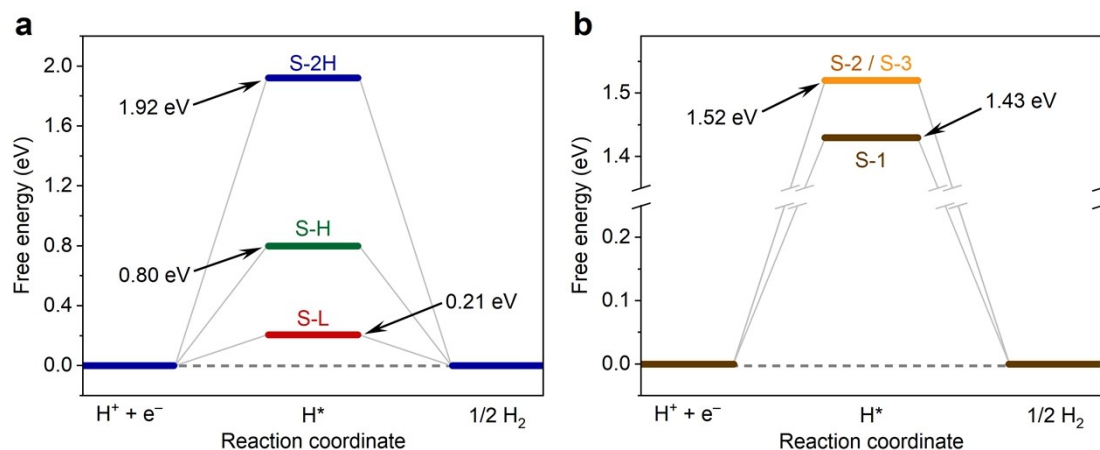 a
Free energy (eV)
2.0
1.6
1.2
0.8
0.4
0.0
S-2H
1.92 eV
S-H
0.80 eV
S-L
0.21 eV
H⁺ + e⁻
H*
1/2 H₂
Reaction coordinate
b
Free energy (eV)
1.5
1.4
0.2
0.1
0.0
S-2 / S-3
1.52 eV
1.43 eV
S-1
H⁺ + e⁻
H*
1/2 H₂
Reaction coordinate